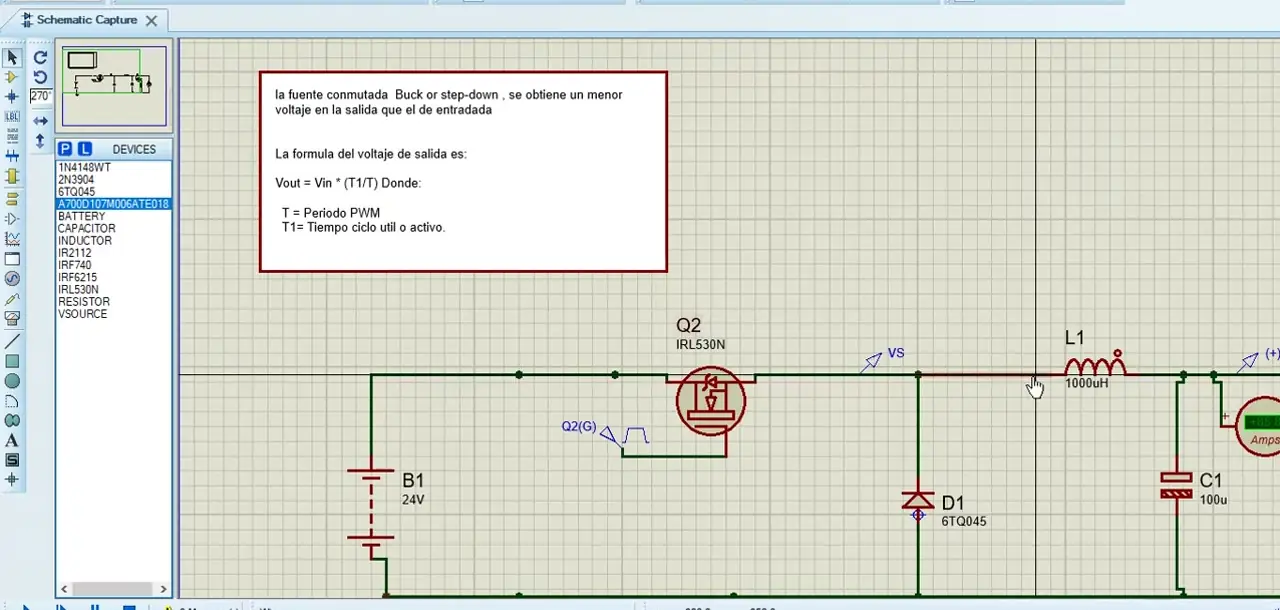 Schematic Capture
270°
LBL
P L DEVICES
1N4148WT
2N3904
6TQ045
A700D107M006ATE018
BATTERY
CAPACITOR
INDUCTOR
IR2112
IRF740
IRF6215
IRL530N
RESISTOR
VSOURCE
A
S
la fuente conmutada Buck or step-down , se obtiene un menor
voltaje en la salida que el de entradada
La formula del voltaje de salida es:
Vout = Vin * (T1/T) Donde:
T = Periodo PWM
T1= Tiempo ciclo util o activo.
Q2
IRL530N
Q2(G)
VS
L1
1000uH
(+)
B1
24V
D1
6TQ045
C1
100u
+
Amps